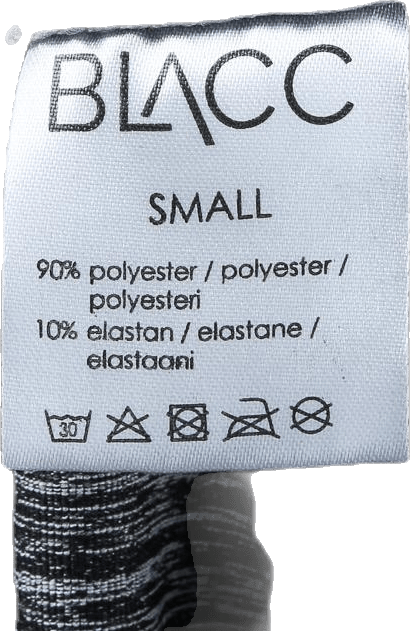 BLACC
SMALL
90% polyester / polyester /
polyesteri
10% elastan / elastane /
elastaani
30